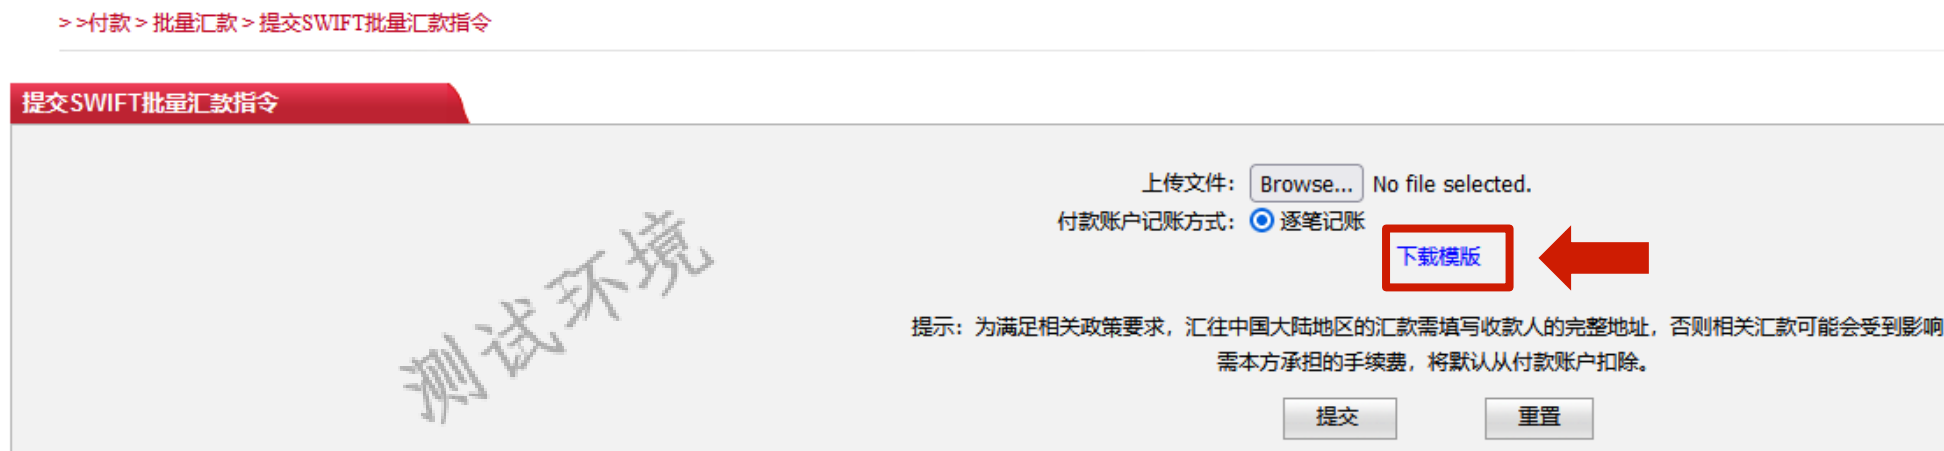 > >付款 > 批量汇款 > 提交SWIFT批量汇款指令
提交SWIFT批量汇款指令
上传文件： Browse... No file selected.
付款账户记账方式： 逐笔记账
下载模版
提示：为满足相关政策要求，汇往中国大陆地区的汇款需填写收款人的完整地址，否则相关汇款可能会受到影响
需本方承担的手续费，将默认从付款账户扣除。
提交 重置
测试环境